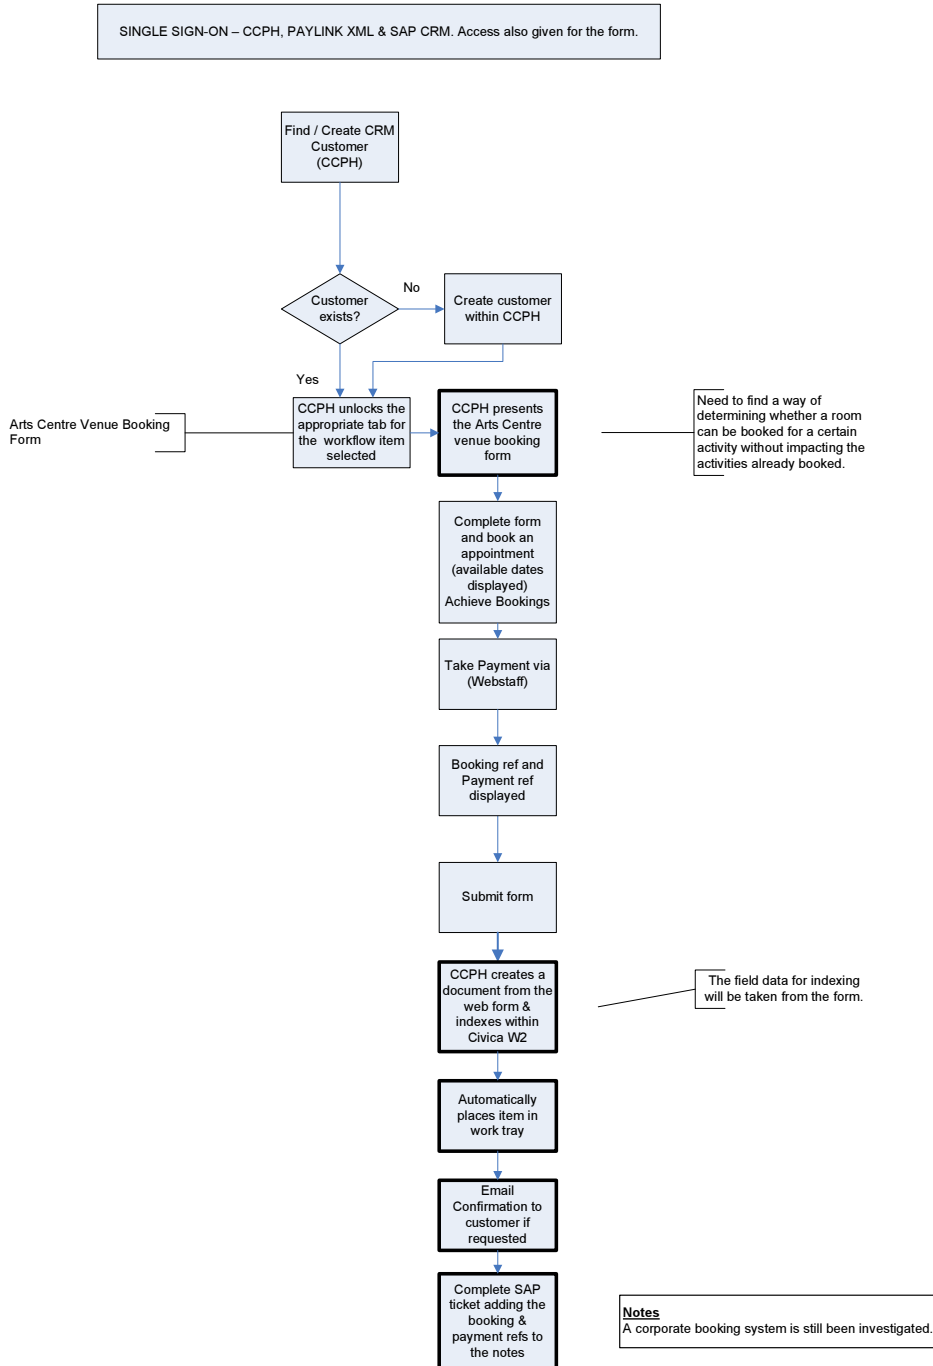 SINGLE SIGN-ON – CCPH, PAYLINK XML & SAP CRM. Access also given for the form.
Find / Create CRM
Customer
(CCPH)
Customer
exists?
No
Create customer
within CCPH
Yes
Arts Centre Venue Booking
Form
CCPH unlocks the
appropriate tab for
the workflow item
selected
CCPH presents
the Arts Centre
venue booking
form
Need to find a way of
determining whether a room
can be booked for a certain
activity without impacting the
activities already booked.
Complete form
and book an
appointment
(available dates
displayed)
Achieve Bookings
Take Payment via
(Webstaff)
Booking ref and
Payment ref
displayed
Submit form
CCPH creates a
document from the
web form &
indexes within
Civica W2
The field data for indexing
will be taken from the form.
Automatically
places item in
work tray
Email
Confirmation to
customer if
requested
Complete SAP
ticket adding the
booking &
payment refs to
the notes
Notes
A corporate booking system is still been investigated.